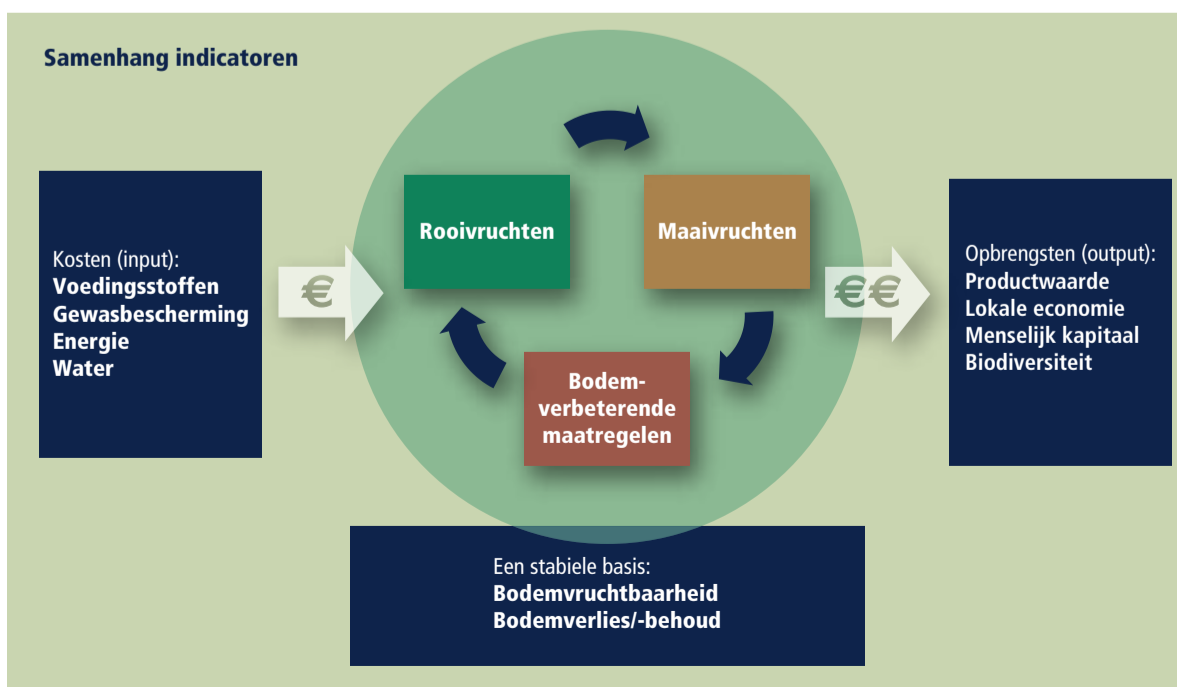 Samenhang indicatoren
Kosten (input):
Voedingsstoffen
Gewasbescherming
Energie
Water
€
Rooivruchten
Maaivruchten
Bodem-
verbeterende
maatregelen
€€
Opbrengsten (output):
Productwaarde
Lokale economie
Menselijk kapitaal
Biodiversiteit
Een stabiele basis:
Bodemvruchtbaarheid
Bodemverlies/-behoud